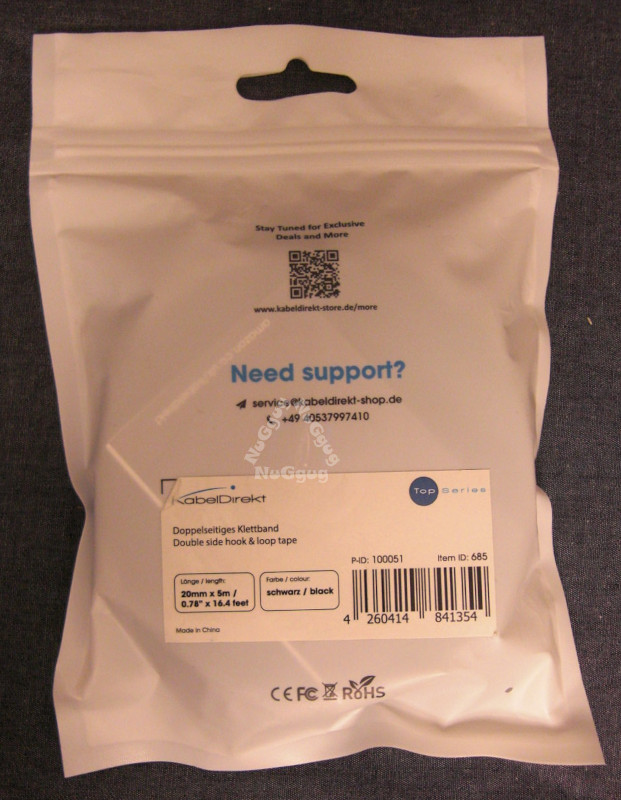 Stay Tuned for Exclusive
Deals and More
www.kabeldirekt-store.de/more
Need support?
service@kabeldirekt-shop.de
+49 40537997410
NuGgug NuGgug
NuGgug
KabelDirekt
Top Series
Doppelseitiges Klettband
Double side hook & loop tape
P-ID: 100051 Item ID: 685
Länge / length:
20mm x 5m /
0.78" x 16.4 feet
Farbe / colour:
schwarz / black
4 260414 841354
Made in China
CE FC RoHS